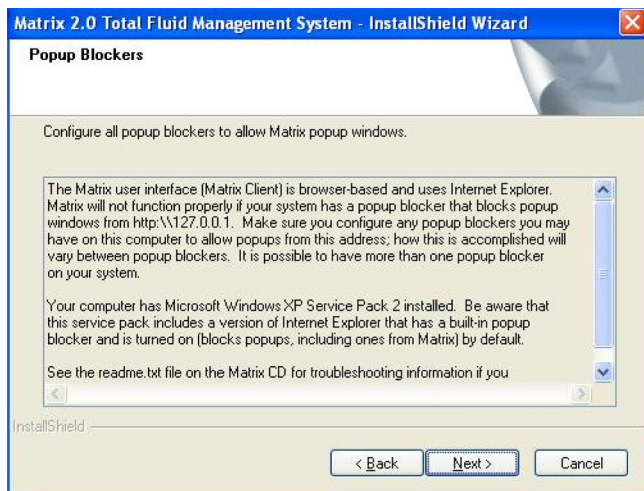 Matrix 2.0 Total Fluid Management System - InstallShield Wizard
Popup Blockers
Configure all popup blockers to allow Matrix popup windows.
The Matrix user interface (Matrix Client) is browser-based and uses Internet Explorer.
Matrix will not function properly if your system has a popup blocker that blocks popup
windows from http:\\127.0.0.1.  Make sure you configure any popup blockers you may
have on this computer to allow popups from this address; how this is accomplished will
vary between popup blockers.  It is possible to have more than one popup blocker
on your system.
Your computer has Microsoft Windows XP Service Pack 2 installed.  Be aware that
this service pack includes a version of Internet Explorer that has a built-in popup
blocker and is turned on (blocks popups, including ones from Matrix) by default.
See the readme.txt file on the Matrix CD for troubleshooting information if you
InstallShield
< Back
Next >
Cancel